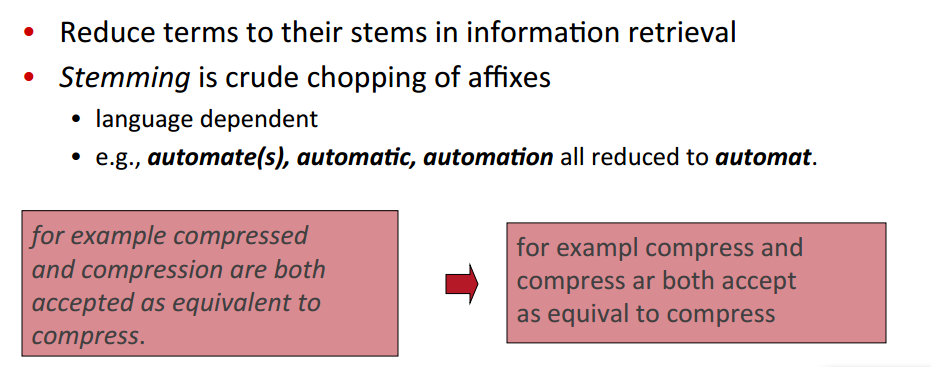 • Reduce terms to their stems in information retrieval
• Stemming is crude chopping of affixes
• language dependent
• e.g., automate(s), automatic, automation all reduced to automat.
for example compressed
and compression are both
accepted as equivalent to
compress.
for exampl compress and
compress ar both accept
as equival to compress